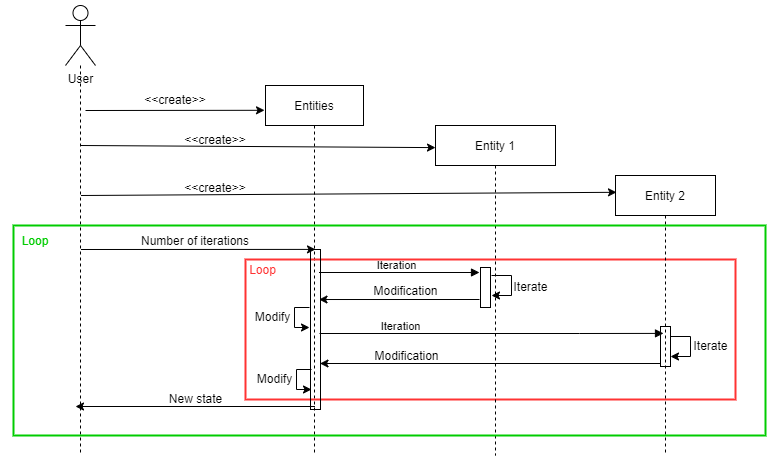 User
<<create>>
Entities
<<create>>
Entity 1
<<create>>
Entity 2
Loop
Number of iterations
Loop
Iteration
Iterate
Modification
Modify
Iteration
Iterate
Modification
Modify
New state